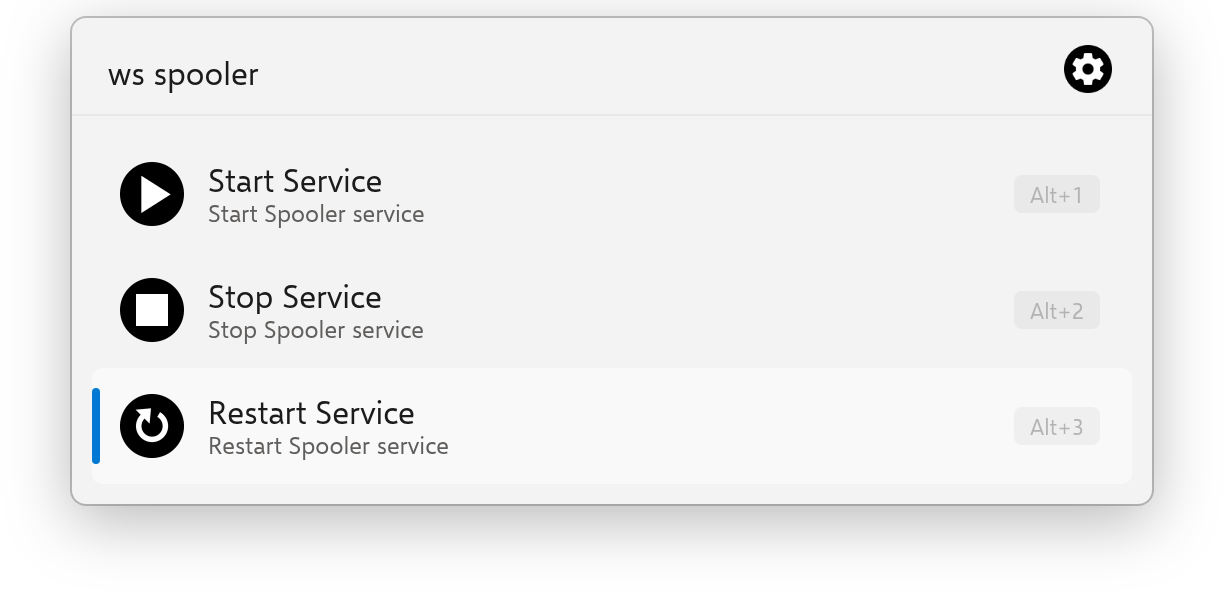 ws spooler
Start Service
Start Spooler service
Alt+1
Stop Service
Stop Spooler service
Alt+2
Restart Service
Restart Spooler service
Alt+3